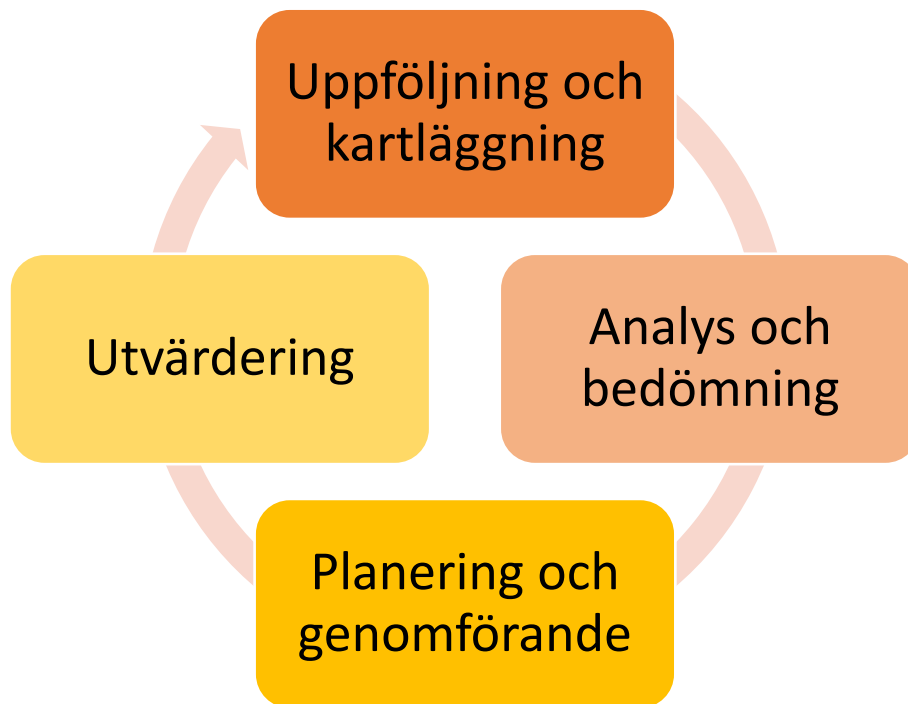 Uppföljning och
kartläggning
Analys och
bedömning
Planering och
genomförande
Utvärdering